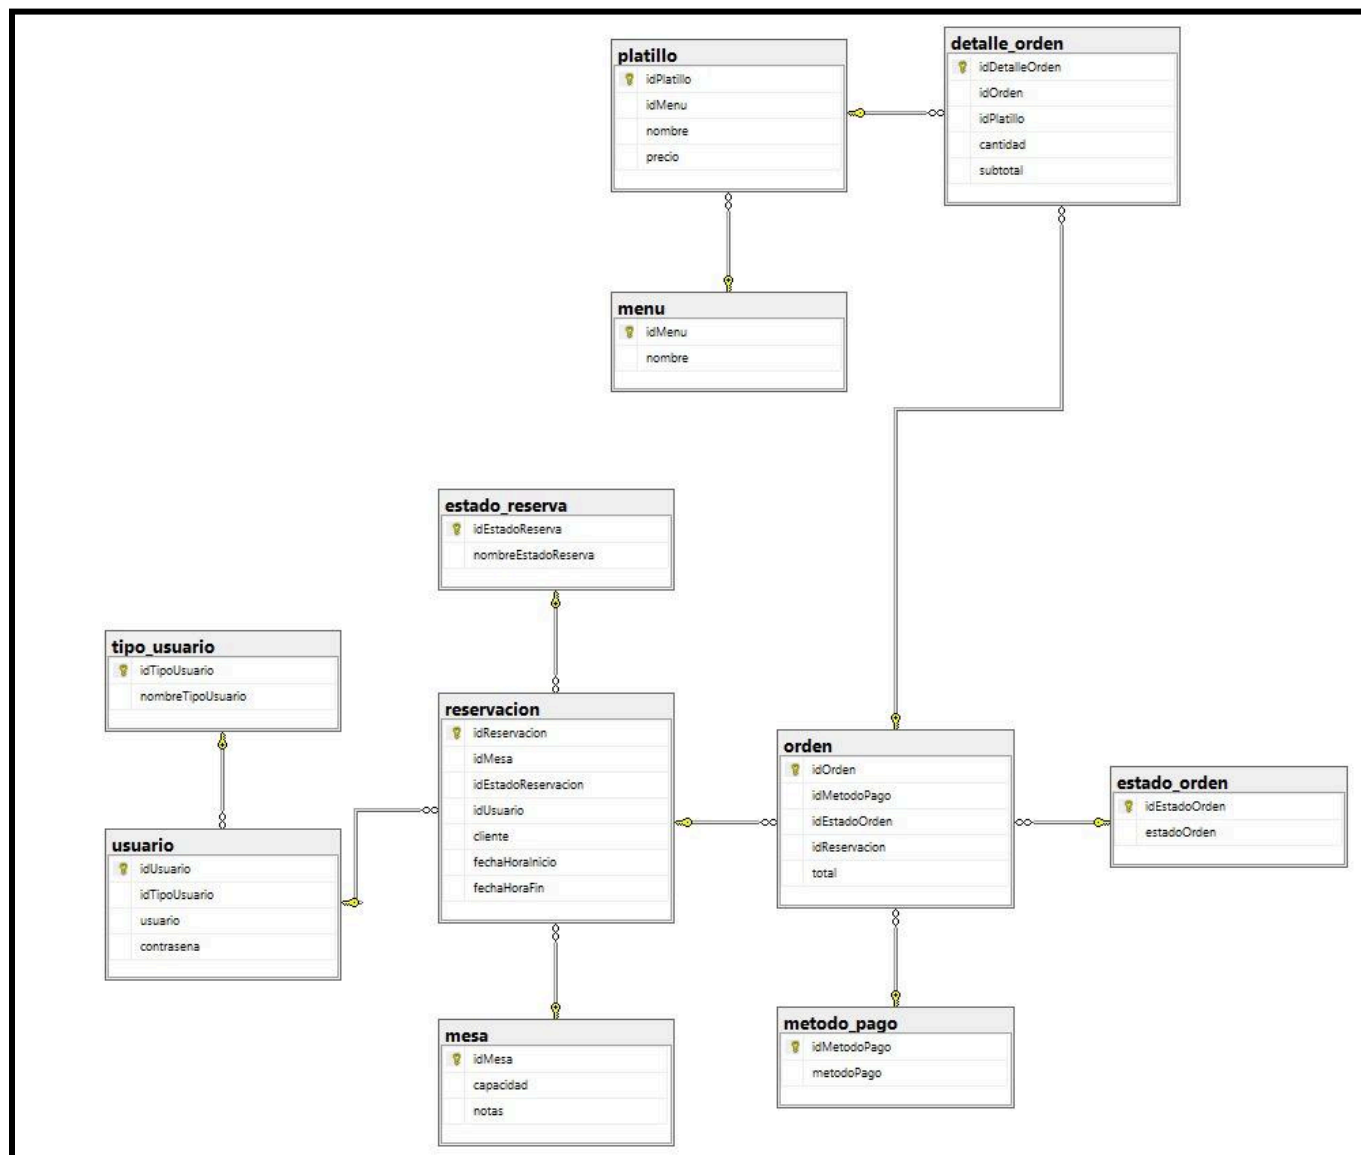 platillo
idPlatillo
idMenu
nombre
precio
detalle_orden
idDetalleOrden
idOrden
idPlatillo
cantidad
subtotal
menu
idMenu
nombre
estado_reserva
idEstadoReserva
nombreEstadoReserva
tipo_usuario
idTipoUsuario
nombreTipoUsuario
reservacion
idReservacion
idMesa
idEstadoReservacion
idUsuario
cliente
fechaHoraInicio
fechaHoraFin
orden
idOrden
idMetodoPago
idEstadoOrden
idReservacion
total
estado_orden
idEstadoOrden
estadoOrden
usuario
idUsuario
idTipoUsuario
usuario
contrasena
mesa
idMesa
capacidad
notas
metodo_pago
idMetodoPago
metodoPago